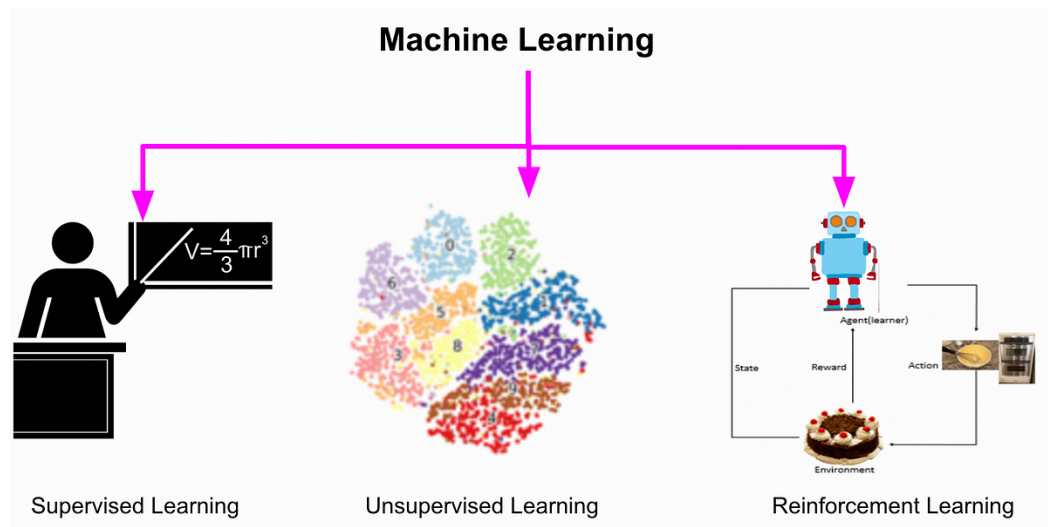 Machine Learning
V=4/3πr³
0
2
6
1
5
3
8
7
9
4
Agent(learner)
State
Reward
Action
Environment
Supervised Learning
Unsupervised Learning
Reinforcement Learning